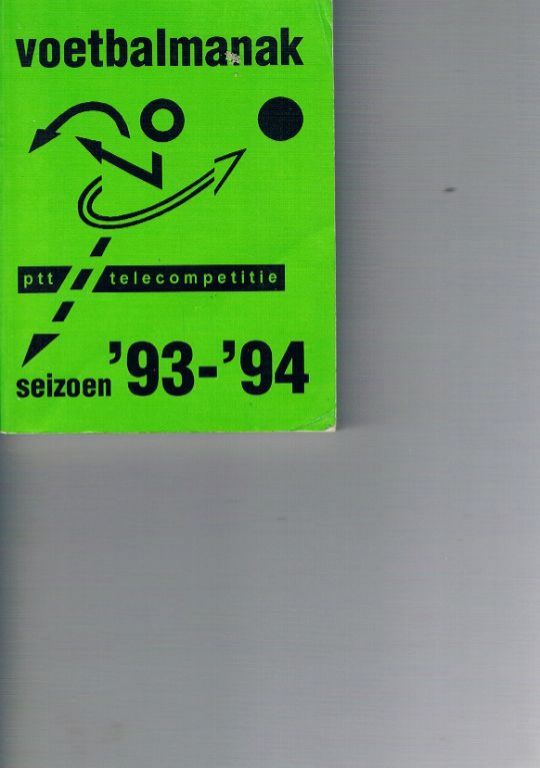 voetbalmanak
ptt telecompetitie
seizoen '93-'94